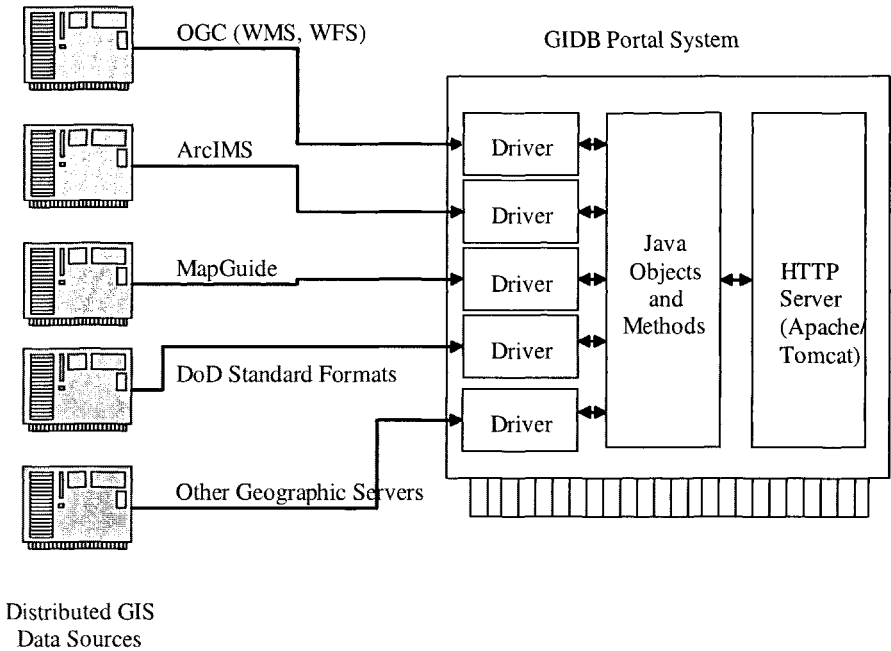 OGC (WMS, WFS)
GIDB Portal System
ArcIMS
MapGuide
DoD Standard Formats
Other Geographic Servers
Driver
Driver
Driver
Driver
Driver
Java
Objects
and
Methods
HTTP
Server
(Apache/
Tomcat)
Distributed GIS
Data Sources